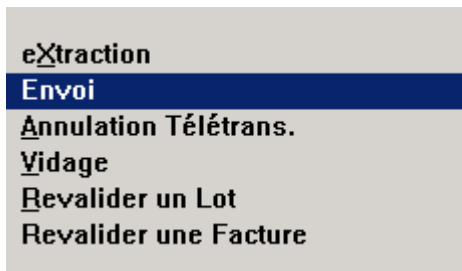 eXtraction
Envoi
Annulation Télétrans.
Vidage
Revalider un Lot
Revalider une Facture